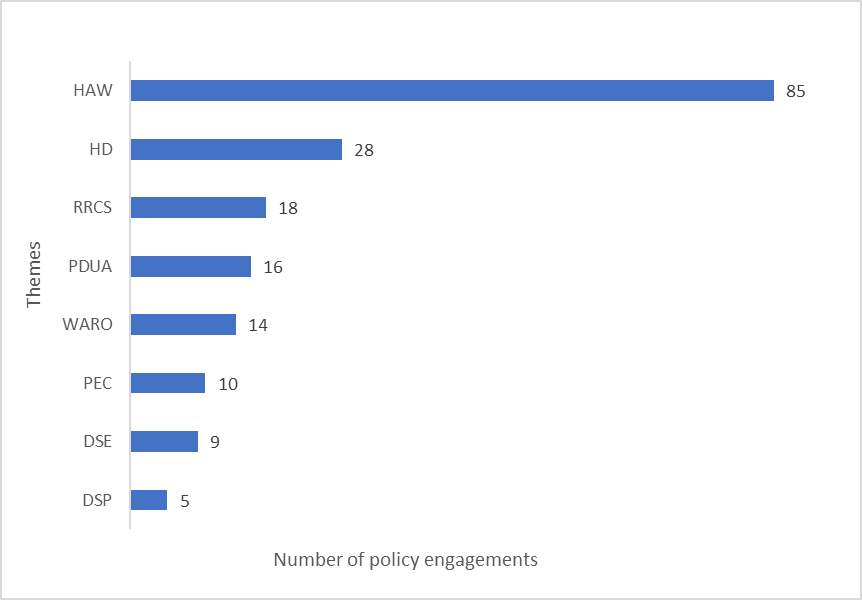 HAW 85
HD 28
RRCS 18
PDUA 16
WARO 14
PEC 10
DSE 9
DSP 5
Themes
Number of policy engagements